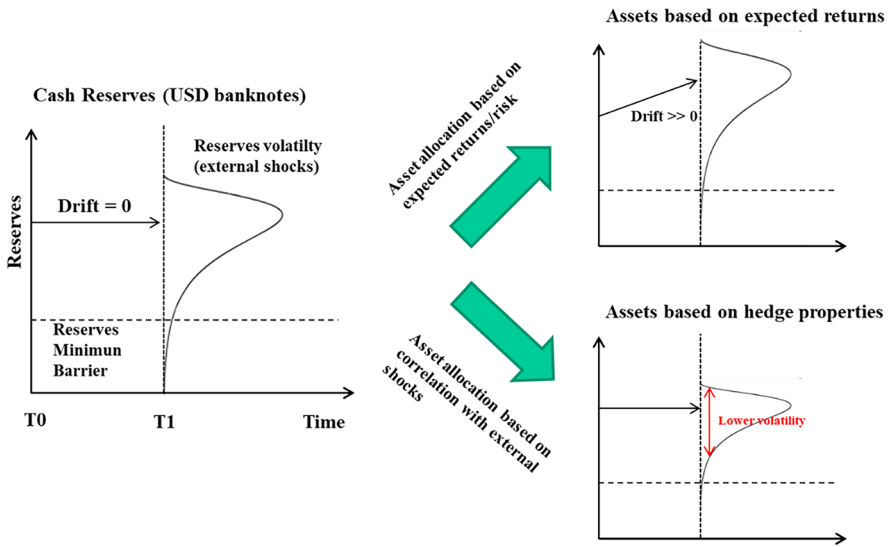 Cash Reserves (USD banknotes)
Reserves volatilty
(external shocks)
Drift = 0
Reserves
Reserves
Minimun
Barrier
T0
T1
Time
Asset allocation based on
expected returns/risk
Asset allocation based on
correlation with external
shocks
Assets based on expected returns
Drift >> 0
Assets based on hedge properties
Lower volatility